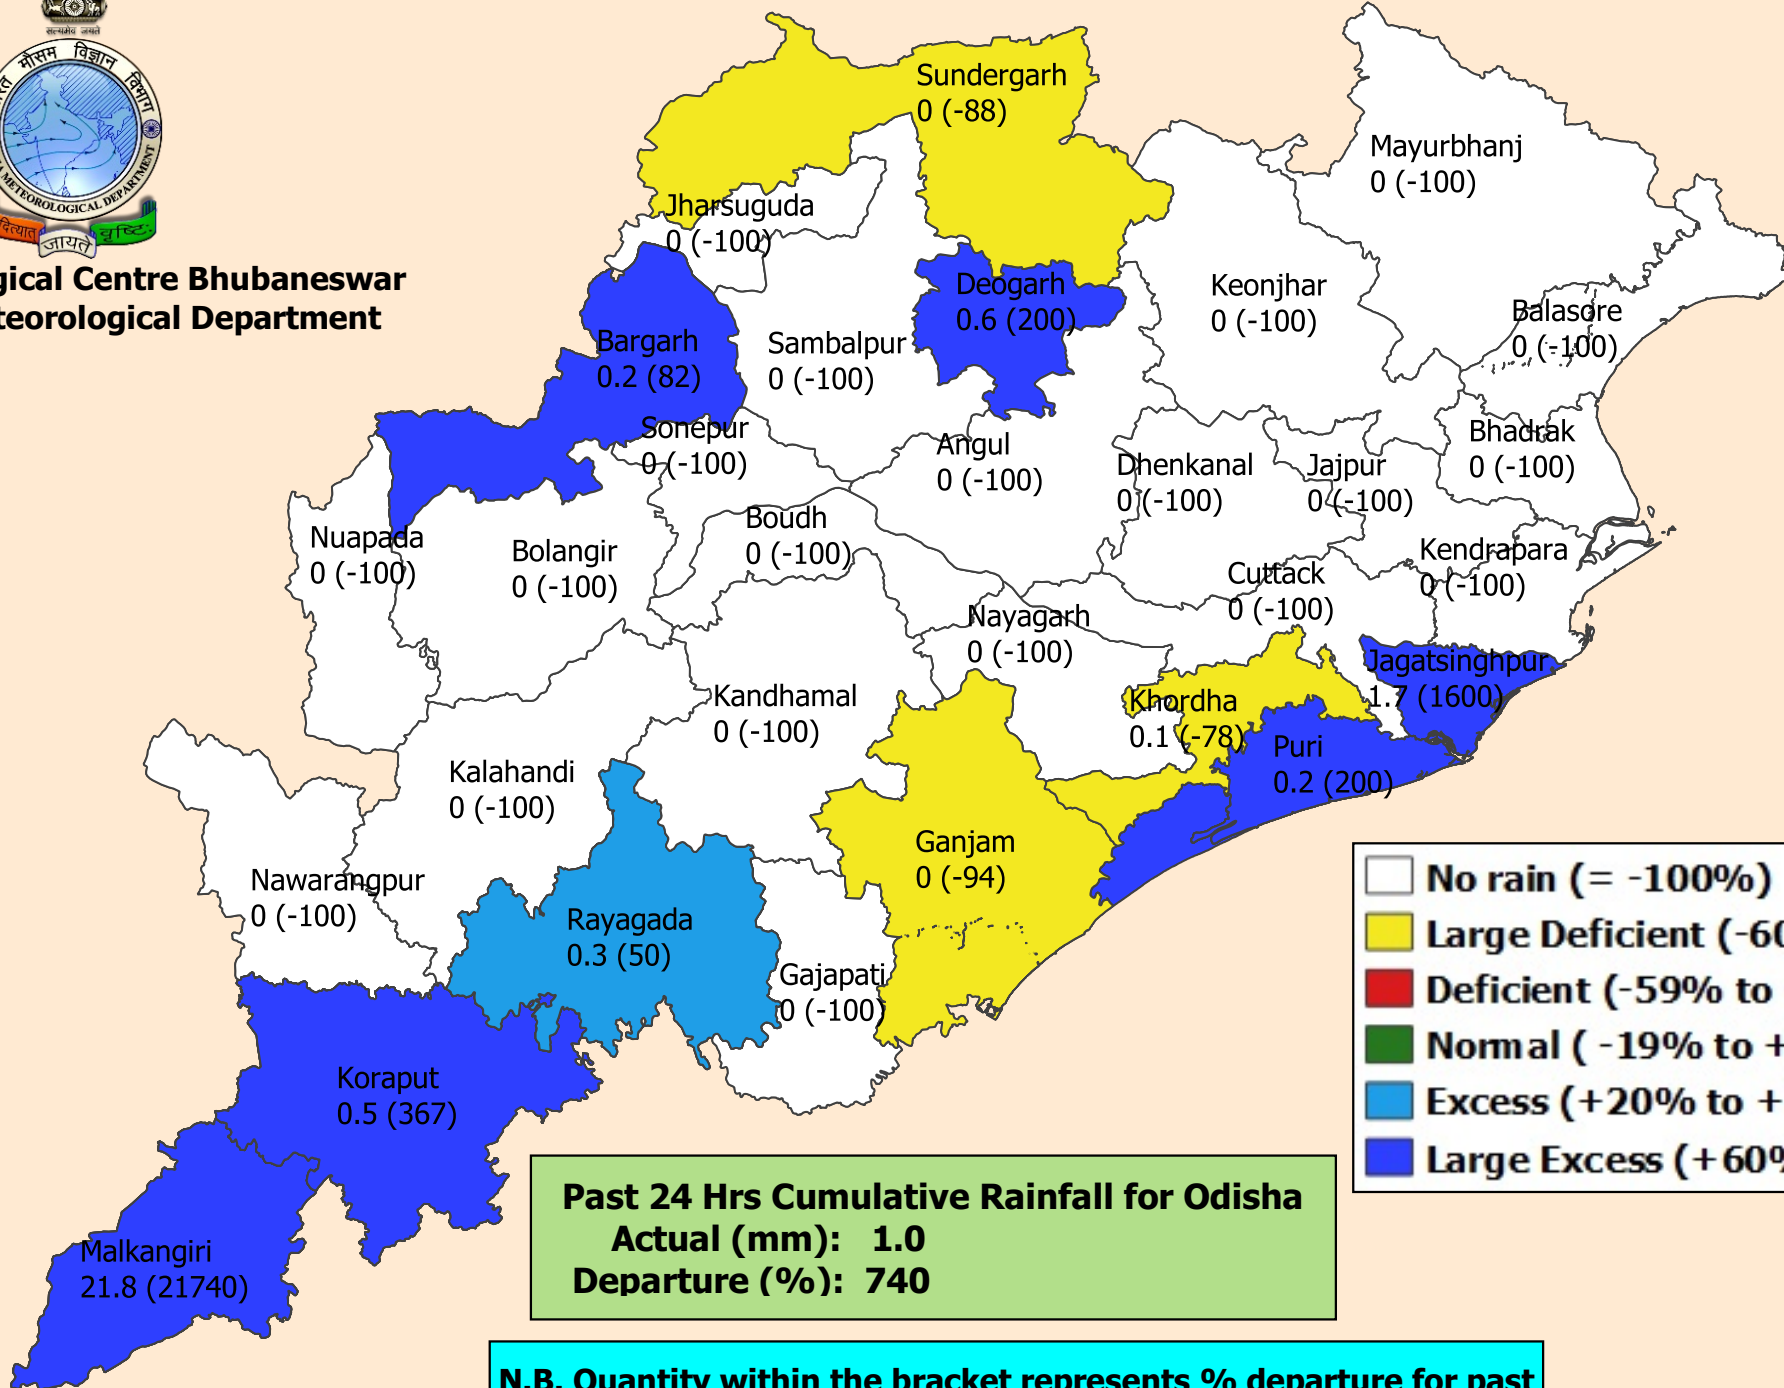 सत्यमेव जयते
मौसम विज्ञान विभाग
METEOROLOGICAL DEPARTMENT
जायते वृष्टि:
Centre Bhubaneswar
Department
Sundergarh
0 (-88)
Mayurbhanj
0 (-100)
Jharsuguda
0 (-100)
Deogarh
0.6 (200)
Keonjhar
0 (-100)
Balasore
0 (-100)
Bargarh
0.2 (82)
Sambalpur
0 (-100)
Sonepur
0 (-100)
Angul
0 (-100)
Dhenkanal
0 (-100)
Jajpur
0 (-100)
Bhadrak
0 (-100)
Nuapada
0 (-100)
Bolangir
0 (-100)
Boudh
0 (-100)
Cuttack
0 (-100)
Kendrapara
0 (-100)
Nayagarh
0 (-100)
Jagatsinghpur
1.7 (1600)
Kandhamal
0 (-100)
Khordha
0.1 (-78)
Puri
0.2 (200)
Kalahandi
0 (-100)
Ganjam
0 (-94)
Nawarangpur
0 (-100)
Rayagada
0.3 (50)
Gajapati
0 (-100)
Koraput
0.5 (367)
Malkangiri
21.8 (21740)
No rain (= -100%)
Large Deficient (-60
Deficient (-59% to
Normal ( -19% to +
Excess (+20% to +
Large Excess (+60%
Past 24 Hrs Cumulative Rainfall for Odisha
Actual (mm): 1.0
Departure (%): 740
N.B. Quantity within the bracket represents % departure for past